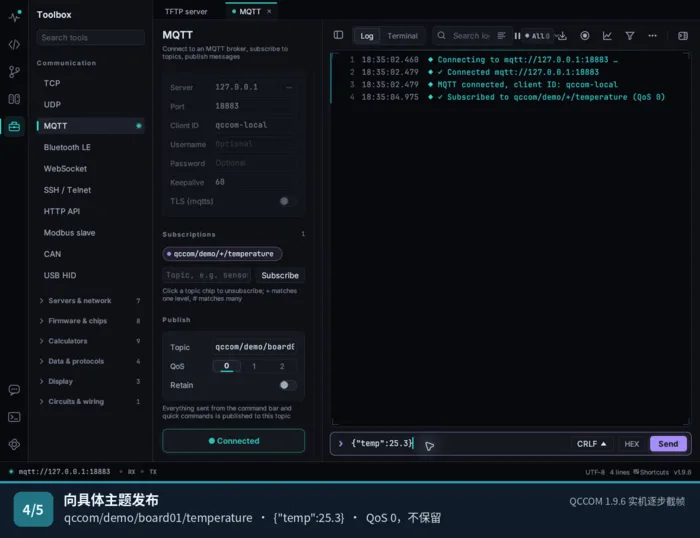 Toolbox
Search tools
Communication
TCP
UDP
MQTT
Bluetooth LE
WebSocket
SSH / Telnet
HTTP API
Modbus slave
CAN
USB HID
Servers & network 7
Firmware & chips 8
Calculators 9
Data & protocols 4
Display 3
Circuits & wiring 1
TFTP server
MQTT ×
MQTT
Connect to an MQTT broker, subscribe to
topics, publish messages
Server 127.0.0.1
Port 18883
Client ID qccom-local
Username Optional
Password Optional
Keepalive 60
TLS (mqtts)
Subscriptions 1
qccom/demo/+/temperature
Topic, e.g. senso Subscribe
Click a topic chip to unsubscribe; + matches
one level, # matches many
Publish
Topic qccom/demo/board
QoS 0 1 2
Retain
Everything sent from the command bar and
quick commands is published to this topic
Connected
Log Terminal Search lo All
1 18:35:02.460 ◆ Connecting to mqtt://127.0.0.1:18883 …
2 18:35:02.479 ◆ ✓ Connected mqtt://127.0.0.1:18883
3 18:35:02.479 ◆ MQTT connected, client ID: qccom-local
4 18:35:04.975 ◆ ✓ Subscribed to qccom/demo/+/temperature (QoS 0)
{"temp":25.3} CRLF HEX Send
mqtt://127.0.0.1:18883 RX TX UTF-8 4 lines Shortcuts v1.9.6
4/5
向具体主题发布
qccom/demo/board01/temperature · {"temp":25.3} · QoS 0，不保留
QCCOM 1.9.6 实机逐步截帧